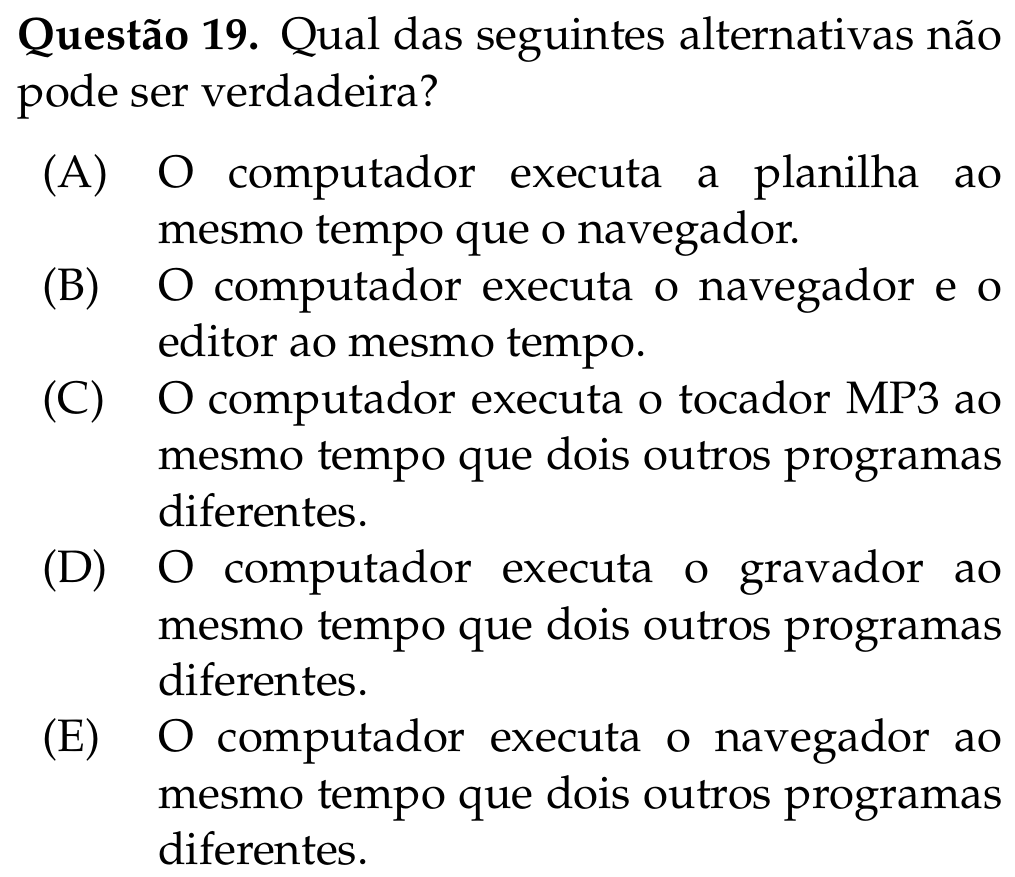 Questão 19. Qual das seguintes alternativas não
pode ser verdadeira?
(A) O computador executa a planilha ao
mesmo tempo que o navegador.
(B) O computador executa o navegador e o
editor ao mesmo tempo.
(C) O computador executa o tocador MP3 ao
mesmo tempo que dois outros programas
diferentes.
(D) O computador executa o gravador ao
mesmo tempo que dois outros programas
diferentes.
(E) O computador executa o navegador ao
mesmo tempo que dois outros programas
diferentes.